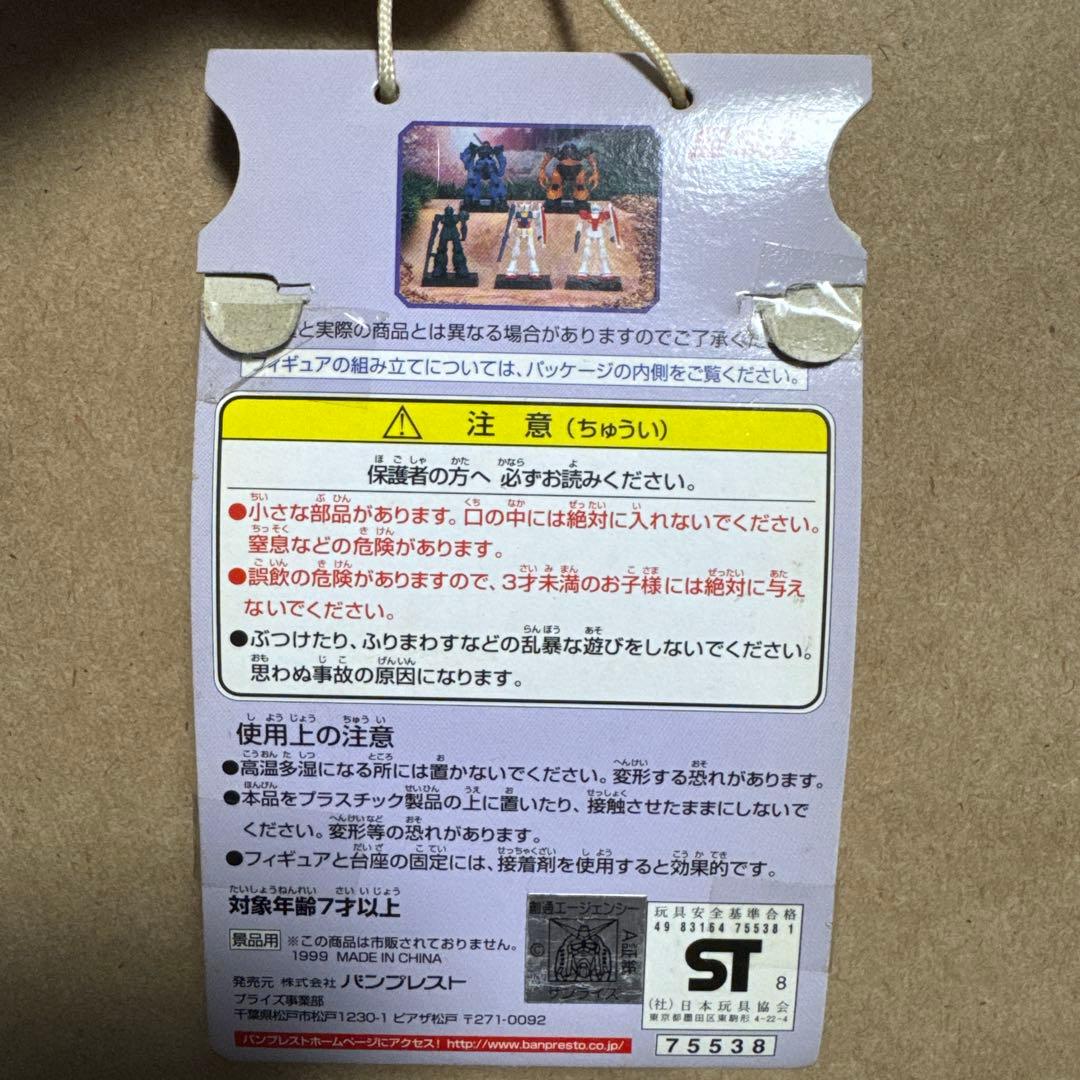 と実際の商品とは異なる場合がありますのでご了承くだ
フィギュアの組み立てについては、パッケージの内側をご覧ください。
注 意(ちゅうい)
保護者の方へ 必ずお読みください。
●小さな部品があります。口の中には絶対に入れないでください。
窒息などの危険があります。
●誤飲の危険がありますので、3才未満のお子様には絶対に与え
ないでください。
●ぶつけたり、ふりまわすなどの乱暴な遊びをしないでください。
思わぬ事故の原因になります。
使用上の注意
●高温多湿になる所には置かないでください。変形する恐れがあります。
●本品をプラスチック製品の上に置いたり、接触させたままにしないで
ください。変形等の恐れがあります。
●フィギュアと台座の固定には、接着剤を使用すると効果的です。
対象年齢7才以上
景品用 ※この商品は市販されておりません。
1999 MADE IN CHINA
発売元 株式会社 バンプレスト
プライズ事業部
千葉県松戸市松戸1230-1 ピアザ松戸 〒271-0092
バンプレストホームページにアクセス! http://www.banpresto.co.jp/
創通エージェンシー
©
証紙
サンライズ
玩具安全基準合格
49 83164 75538 1
ST
8
(社)日本玩具協会
東京都墨田区東駒形 4-22-4
75538